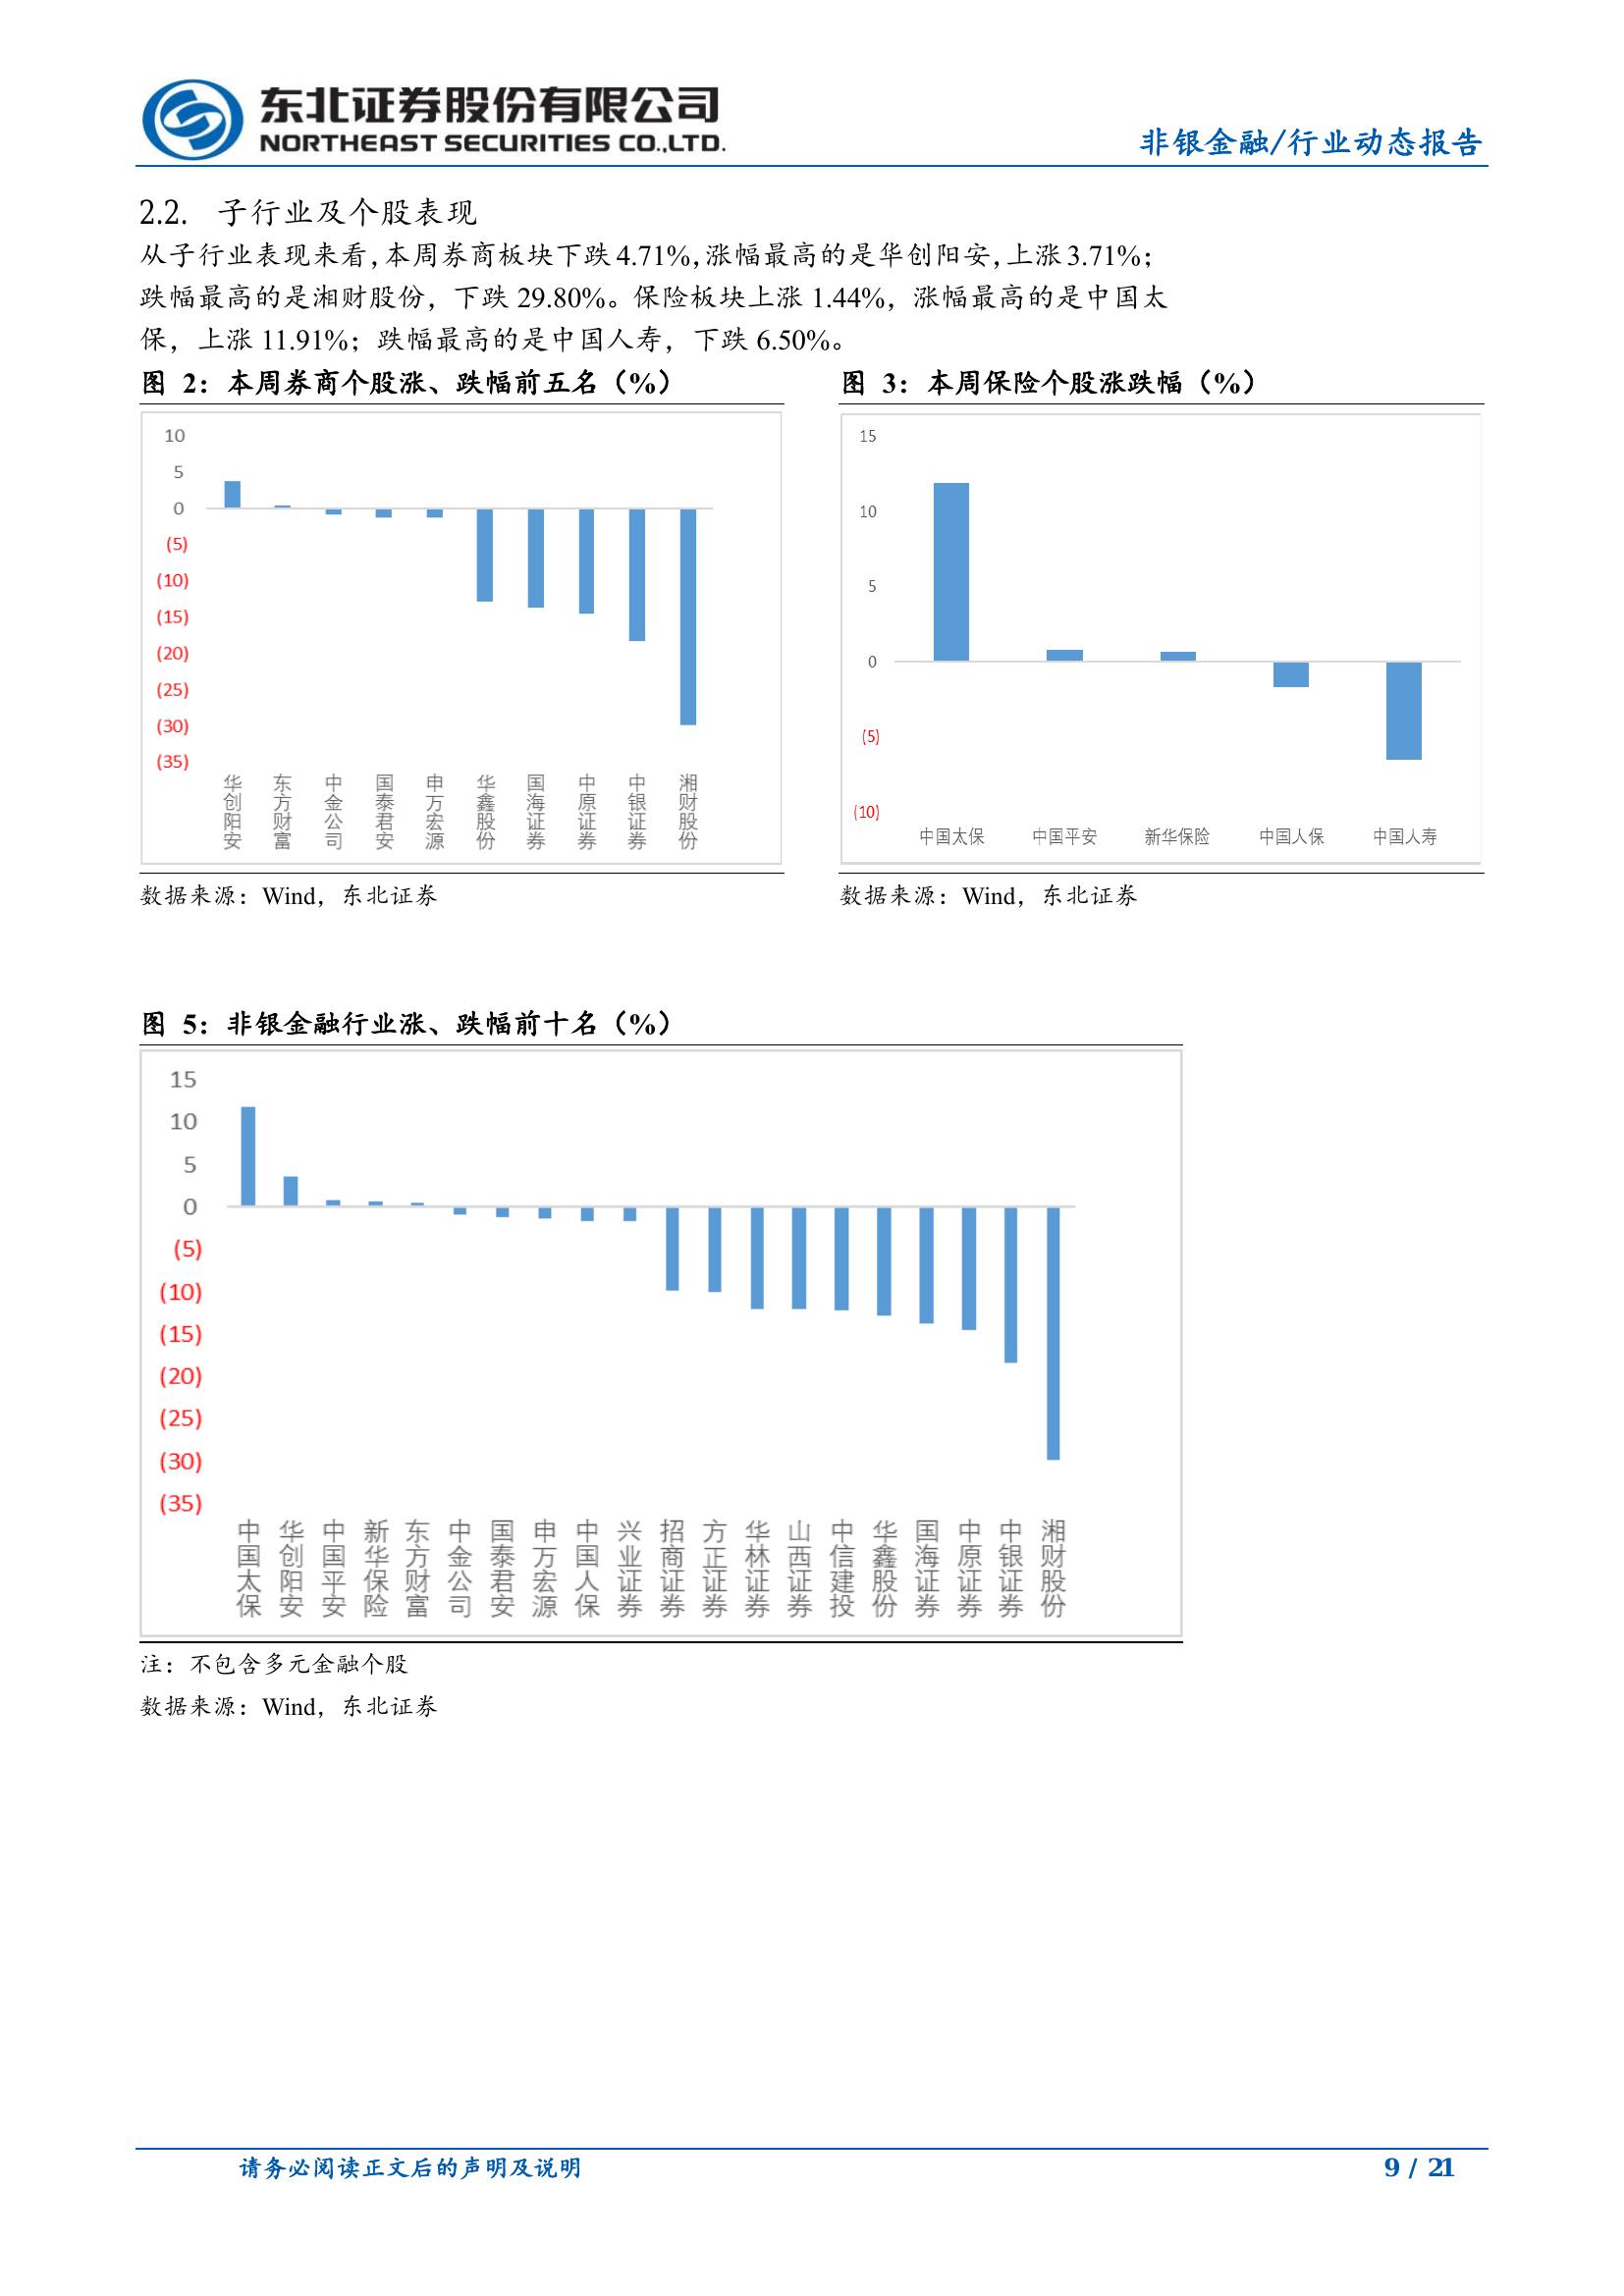 东北证券股份有限公司
NORTHEAST SECURITIES CO.,LTD.
非银金融/行业动态报告
2.2. 子行业及个股表现
从子行业表现来看,本周券商板块下跌4.71%,涨幅最高的是华创阳安,上涨3.71%;
跌幅最高的是湘财股份，下跌 29.80%。保险板块上涨 1.44%，涨幅最高的是中国太
保，上涨 11.91%；跌幅最高的是中国人寿，下跌 6.50%。
图 2：本周券商个股涨、跌幅前五名（%）
10
5
0
(5)
(10)
(15)
(20)
(25)
(30)
(35)
华创阳安
东方财富
中金公司
国泰君安
申万宏源
华鑫股份
国海证券
中原证券
中银证券
湘财股份
数据来源：Wind，东北证券
图 3：本周保险个股涨跌幅（%）
15
10
5
0
(5)
(10)
中国太保 中国平安 新华保险 中国人保 中国人寿
数据来源：Wind，东北证券
图 5：非银金融行业涨、跌幅前十名（%）
15
10
5
0
(5)
(10)
(15)
(20)
(25)
(30)
(35)
中国太保
华创阳安
中国平安
新华保险
东方财富
中金公司
国泰君安
申万宏源
中国人保
兴业证券
招商证券
方正证券
华林证券
山西证券
中信建投
华鑫股份
国海证券
中原证券
中银证券
湘财股份
注：不包含多元金融个股
数据来源：Wind，东北证券
请务必阅读正文后的声明及说明
9 / 21